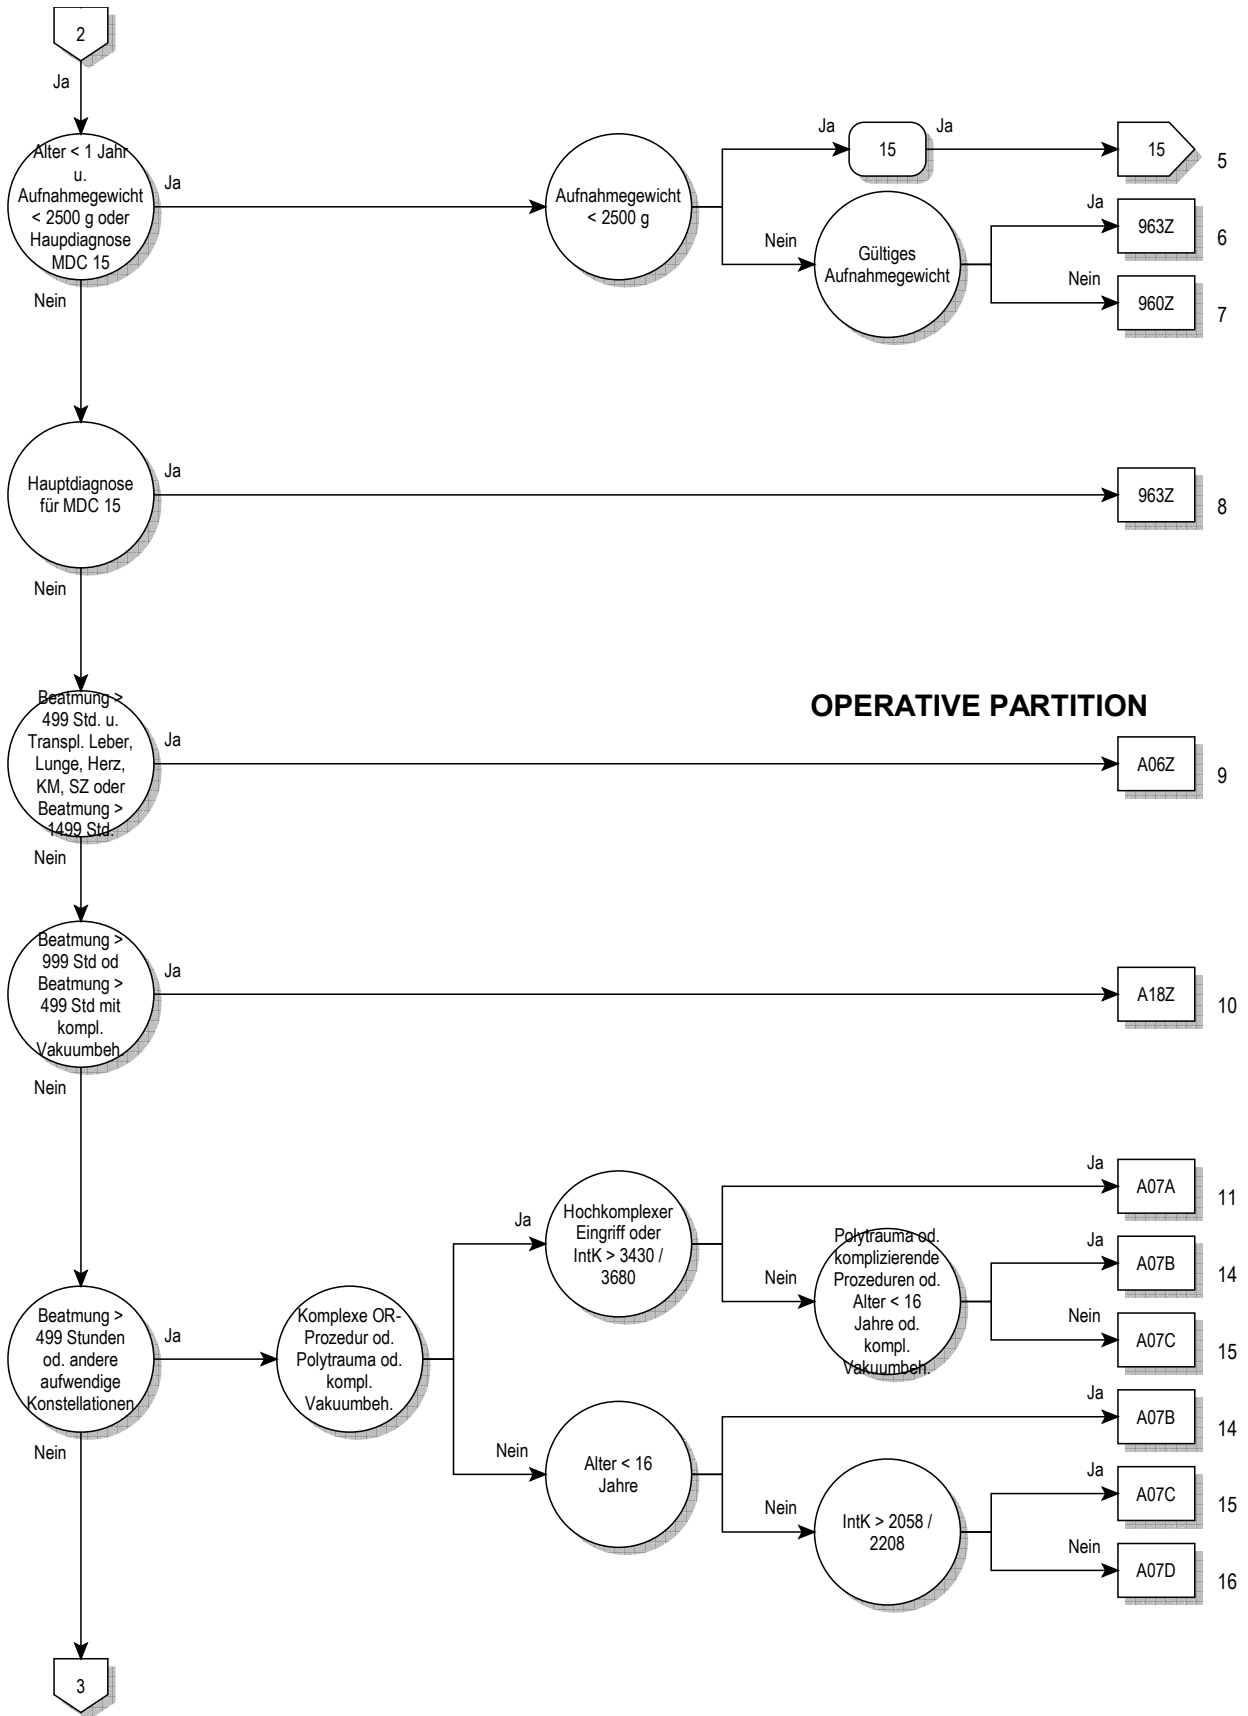 2
Ja
Alter < 1 Jahr
u.
Aufnahmegewicht
< 2500 g oder
Haupdiagnose
MDC 15
Ja
Aufnahmegewicht
< 2500 g
Ja
15
Ja
15
5
Nein
Gültiges
Aufnahmegewicht
Ja
963Z
6
Nein
960Z
7
Nein
Hauptdiagnose
für MDC 15
Ja
963Z
8
Nein
OPERATIVE PARTITION
Beatmung >
499 Std. u.
Transpl. Leber,
Lunge, Herz,
KM, SZ oder
Beatmung >
1499 Std.
Ja
A06Z
9
Nein
Beatmung >
999 Std od
Beatmung >
499 Std mit
kompl.
Vakuumbeh.
Ja
A18Z
10
Nein
Beatmung >
499 Stunden
od. andere
aufwendige
Konstellationen
Ja
Komplexe OR-
Prozedur od.
Polytrauma od.
kompl.
Vakuumbeh.
Ja
Hochkomplexer
Eingriff oder
IntK > 3430 /
3680
Ja
A07A
11
Nein
Polytrauma od.
komplizierende
Prozeduren od.
Alter < 16
Jahre od.
kompl.
Vakuumbeh.
Ja
A07B
14
Nein
A07C
15
Nein
Alter < 16
Jahre
Ja
A07B
14
Nein
IntK > 2058 /
2208
Ja
A07C
15
Nein
A07D
16
Nein
3